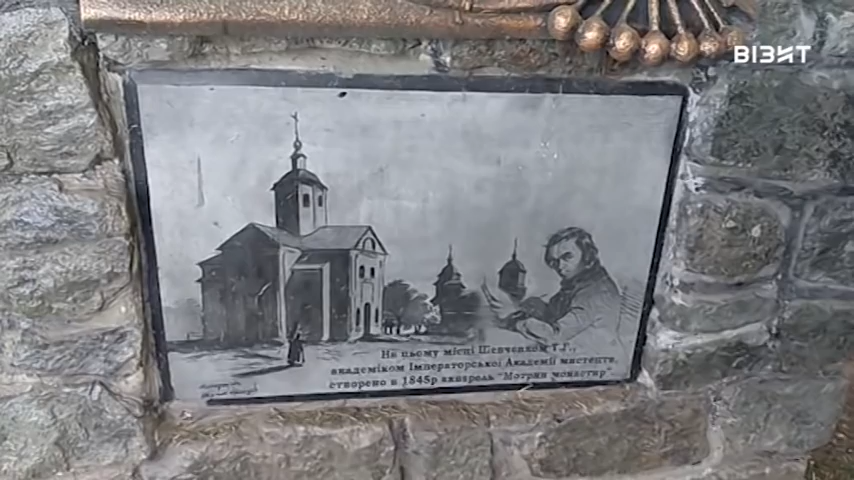 ВІЗИТ
На цьому місці Шевченком Т.Г.,
академіком Імператорської Академії мистецтв,
створено в 1845р акварель "Мотрин монастир".